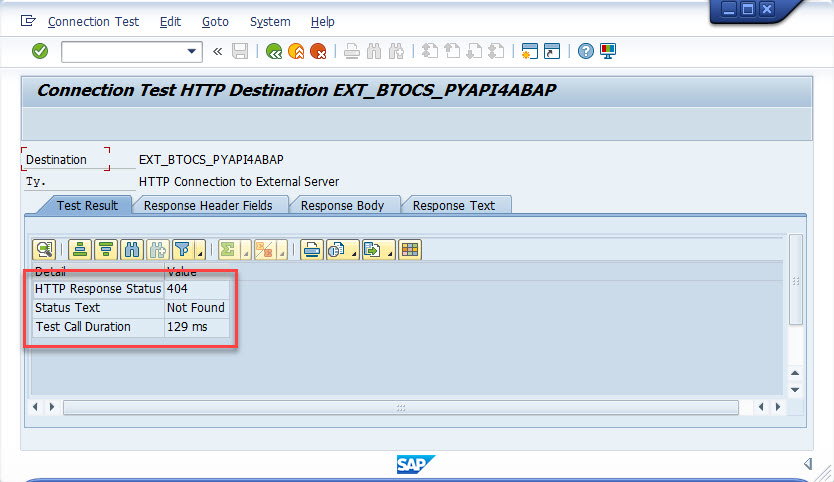 Connection Test Edit Goto System Help
Connection Test HTTP Destination EXT_BTOCS_PYAPI4ABAP
Destination EXT_BTOCS_PYAPI4ABAP
Ty. HTTP Connection to External Server
Test Result Response Header Fields Response Body Response Text
Detail Value
HTTP Response Status 404
Status Text Not Found
Test Call Duration 129 ms
SAP